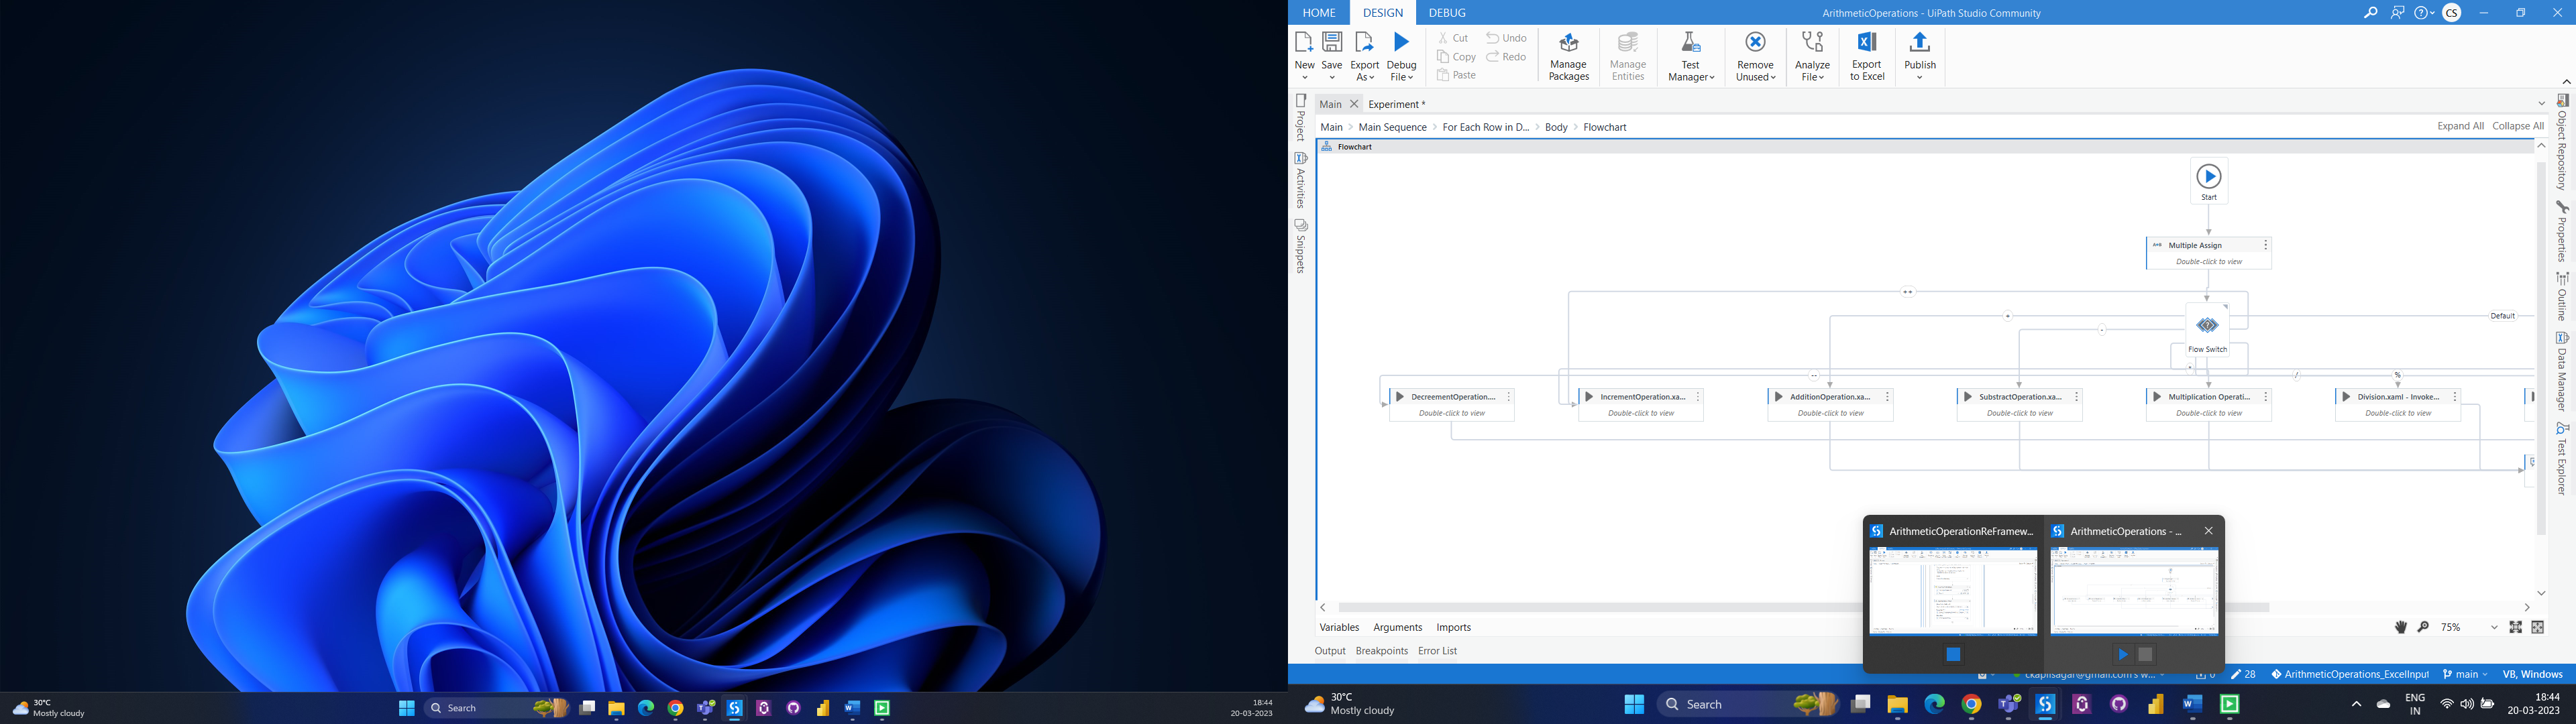 HOME DESIGN DEBUG
ArithmeticOperations - UiPath Studio Community
CS
New
Save
Export As
Debug File
Cut
Copy
Paste
Undo
Redo
Manage Packages
Manage Entities
Test Manager
Remove Unused
Analyze File
Export to Excel
Publish
Main
Experiment *
Main > Main Sequence > For Each Row in D... > Body > Flowchart
Expand All Collapse All
Project
Activities
Snippets
Flowchart
Start
Multiple Assign
Double-click to view
++
+
-
Default
Flow Switch
--
*
/
%
DecreementOperation....
Double-click to view
IncrementOperation.xa...
Double-click to view
AdditionOperation.xa...
Double-click to view
SubstractOperation.xa...
Double-click to view
Multiplication Operati...
Double-click to view
Division.xaml - Invoke...
Double-click to view
Object Repository
Properties
Outline
Data Manager
Test Explorer
ArithmeticOperationReFramew...
ArithmeticOperations - ...
Variables Arguments Imports
75%
Output Breakpoints Error List
0
28
ArithmeticOperations_ExcelInput
main
VB, Windows
30°C
Mostly cloudy
Search
18:44
20-03-2023
30°C
Mostly cloudy
Search
ENG
IN
18:44
20-03-2023